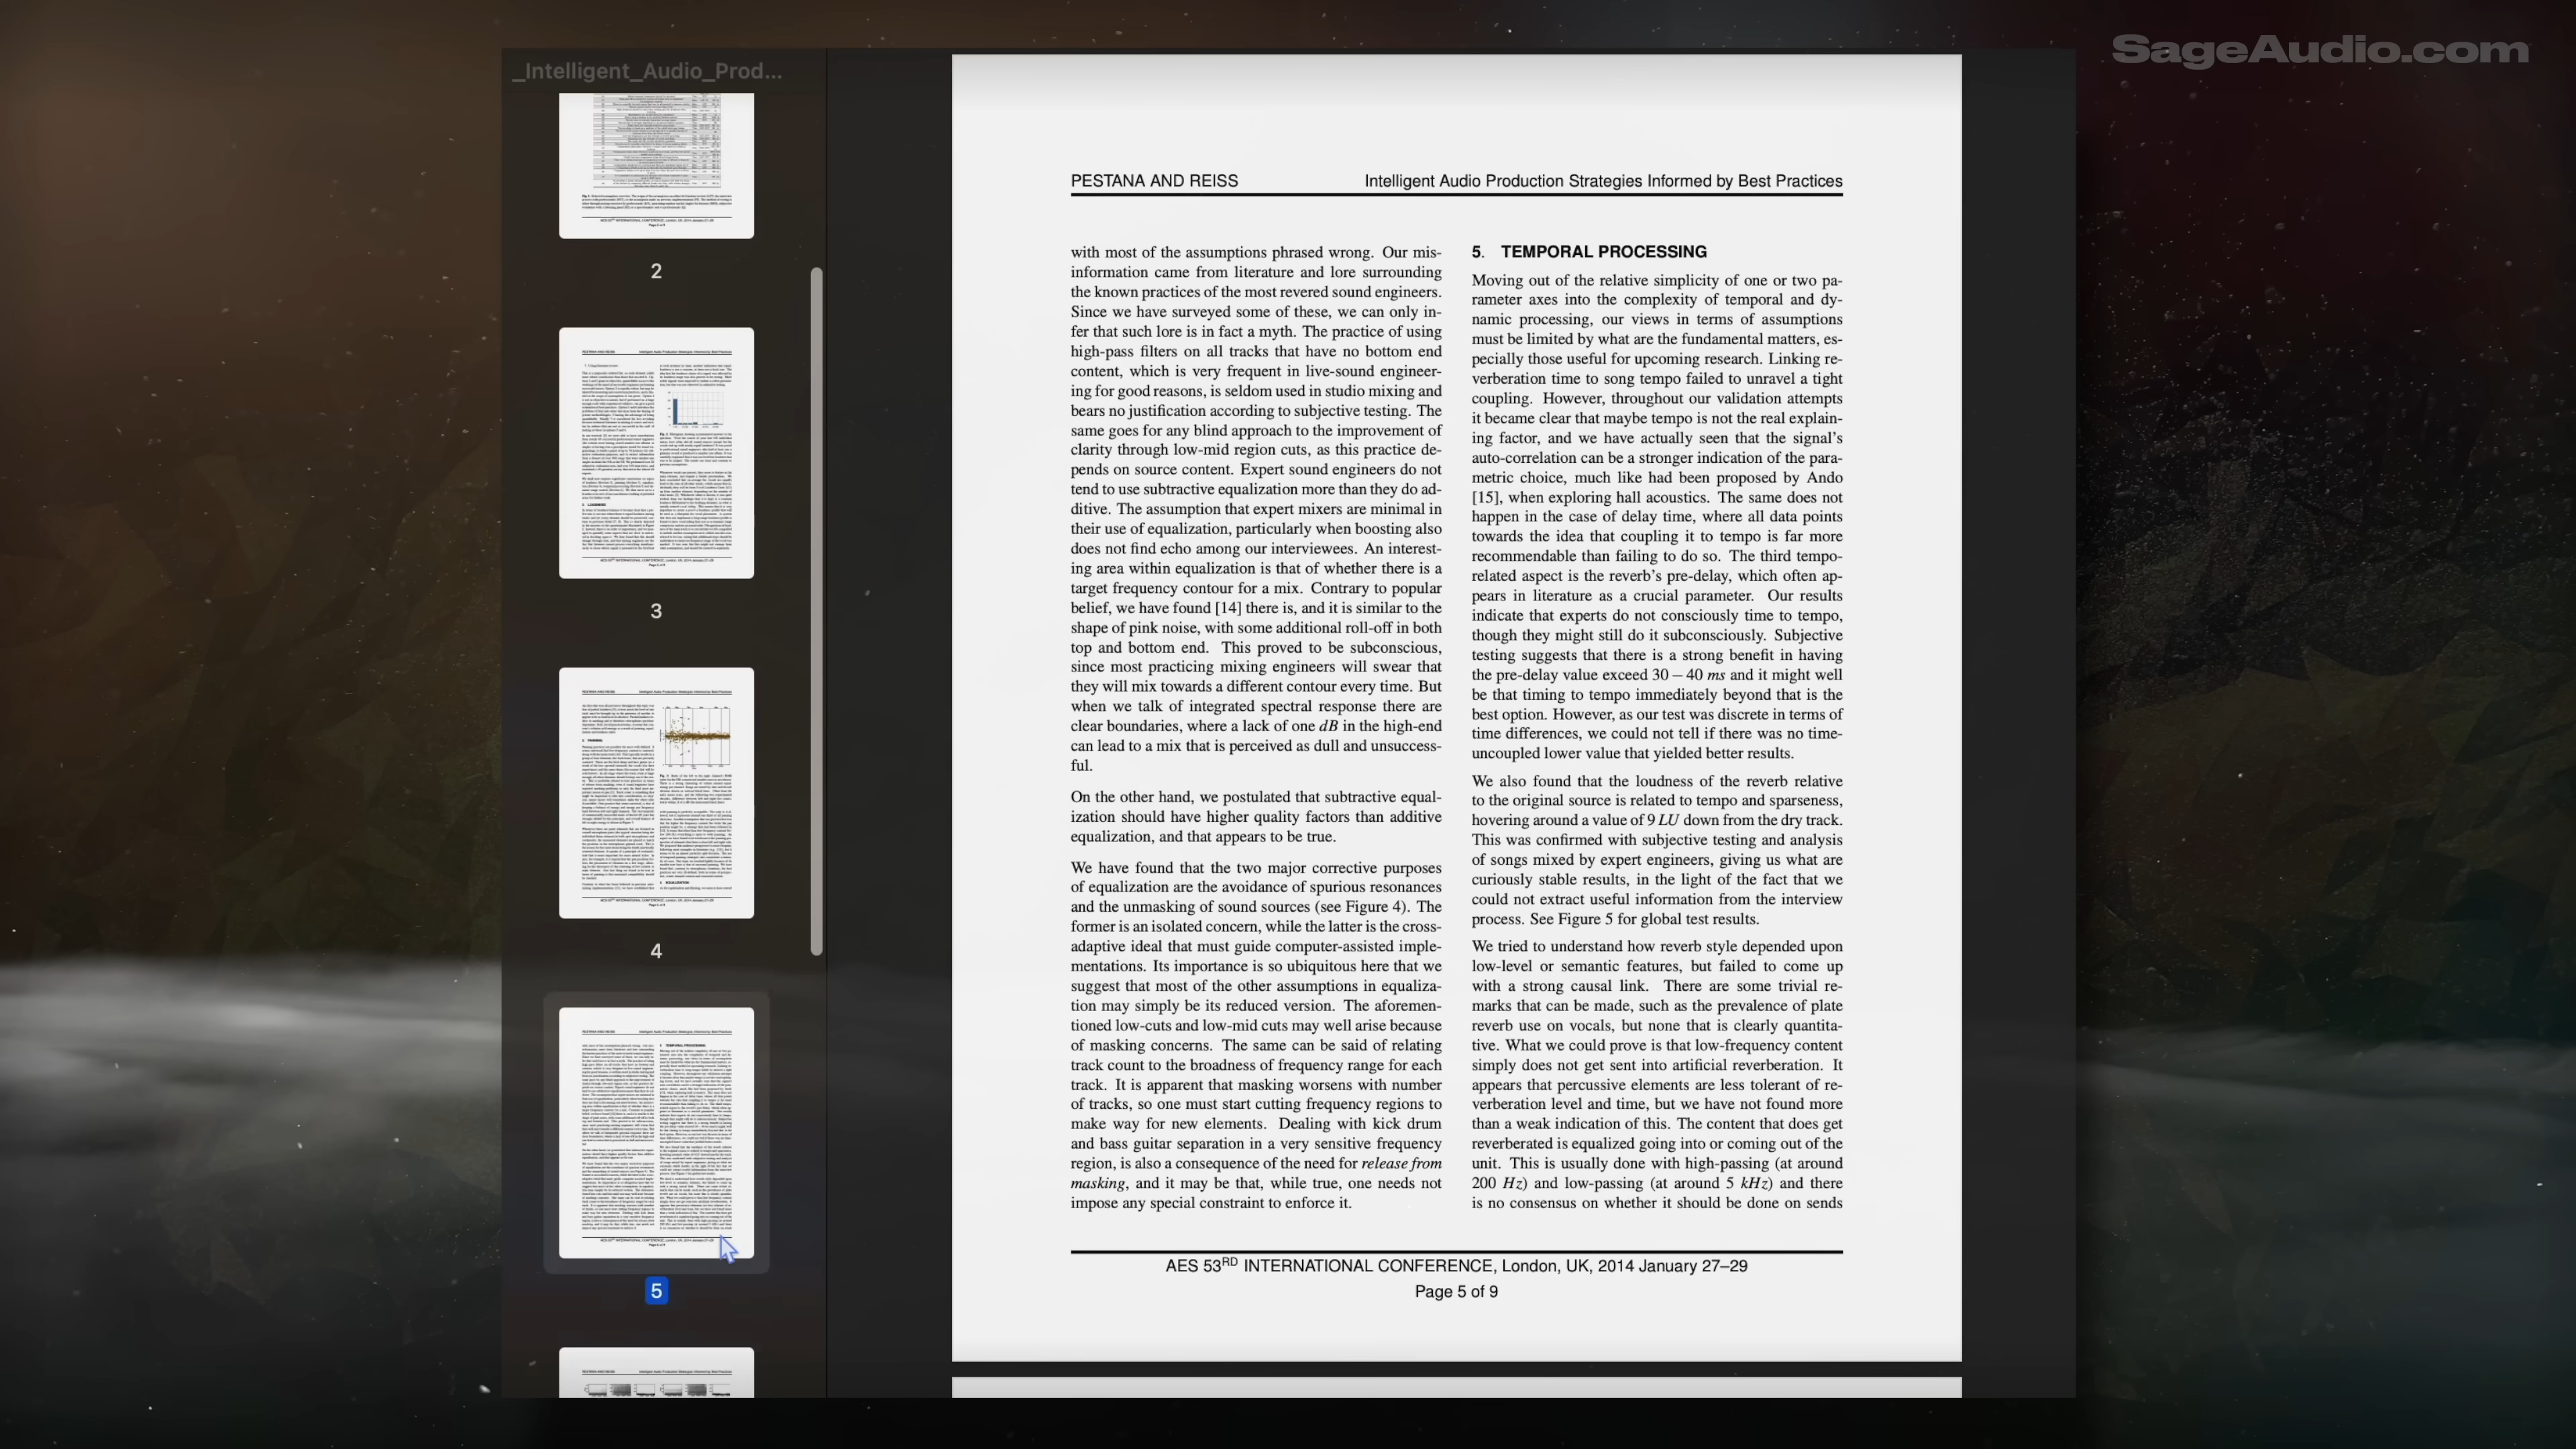 SageAudio.com
_Intelligent_Audio_Prod...
2
3
4
5
PESTANA AND REISS
Intelligent Audio Production Strategies Informed by Best Practices
with most of the assumptions phrased wrong. Our mis-
information came from literature and lore surrounding
the known practices of the most revered sound engineers.
Since we have surveyed some of these, we can only in-
fer that such lore is in fact a myth. The practice of using
high-pass filters on all tracks that have no bottom end
content, which is very frequent in live-sound engineer-
ing for good reasons, is seldom used in studio mixing and
bears no justification according to subjective testing. The
same goes for any blind approach to the improvement of
clarity through low-mid region cuts, as this practice de-
pends on source content. Expert sound engineers do not
tend to use subtractive equalization more than they do ad-
ditive. The assumption that expert mixers are minimal in
their use of equalization, particularly when boosting also
does not find echo among our interviewees. An interest-
ing area within equalization is that of whether there is a
target frequency contour for a mix. Contrary to popular
belief, we have found [14] there is, and it is similar to the
shape of pink noise, with some additional roll-off in both
top and bottom end. This proved to be subconscious,
since most practicing mixing engineers will swear that
they will mix towards a different contour every time. But
when we talk of integrated spectral response there are
clear boundaries, where a lack of one dB in the high-end
can lead to a mix that is perceived as dull and unsuccess-
ful.
On the other hand, we postulated that subtractive equal-
ization should have higher quality factors than additive
equalization, and that appears to be true.
We have found that the two major corrective purposes
of equalization are the avoidance of spurious resonances
and the unmasking of sound sources (see Figure 4). The
former is an isolated concern, while the latter is the cross-
adaptive ideal that must guide computer-assisted imple-
mentations. Its importance is so ubiquitous here that we
suggest that most of the other assumptions in equaliza-
tion may simply be its reduced version. The aforemen-
tioned low-cuts and low-mid cuts may well arise because
of masking concerns. The same can be said of relating
track count to the broadness of frequency range for each
track. It is apparent that masking worsens with number
of tracks, so one must start cutting frequency regions to
make way for new elements. Dealing with kick drum
and bass guitar separation in a very sensitive frequency
region, is also a consequence of the need for release from
masking, and it may be that, while true, one needs not
impose any special constraint to enforce it.
5. TEMPORAL PROCESSING
Moving out of the relative simplicity of one or two pa-
rameter axes into the complexity of temporal and dy-
namic processing, our views in terms of assumptions
must be limited by what are the fundamental matters, es-
pecially those useful for upcoming research. Linking re-
verberation time to song tempo failed to unravel a tight
coupling. However, throughout our validation attempts
it became clear that maybe tempo is not the real explain-
ing factor, and we have actually seen that the signal's
auto-correlation can be a stronger indication of the para-
metric choice, much like had been proposed by Ando
[15], when exploring hall acoustics. The same does not
happen in the case of delay time, where all data points
towards the idea that coupling it to tempo is far more
recommendable than failing to do so. The third tempo-
related aspect is the reverb's pre-delay, which often ap-
pears in literature as a crucial parameter. Our results
indicate that experts do not consciously time to tempo,
though they might still do it subconsciously. Subjective
testing suggests that there is a strong benefit in having
the pre-delay value exceed 30 – 40 ms and it might well
be that timing to tempo immediately beyond that is the
best option. However, as our test was discrete in terms of
time differences, we could not tell if there was no time-
uncoupled lower value that yielded better results.
We also found that the loudness of the reverb relative
to the original source is related to tempo and sparseness,
hovering around a value of 9 LU down from the dry track.
This was confirmed with subjective testing and analysis
of songs mixed by expert engineers, giving us what are
curiously stable results, in the light of the fact that we
could not extract useful information from the interview
process. See Figure 5 for global test results.
We tried to understand how reverb style depended upon
low-level or semantic features, but failed to come up
with a strong causal link. There are some trivial re-
marks that can be made, such as the prevalence of plate
reverb use on vocals, but none that is clearly quantita-
tive. What we could prove is that low-frequency content
simply does not get sent into artificial reverberation. It
appears that percussive elements are less tolerant of re-
verberation level and time, but we have not found more
than a weak indication of this. The content that does get
reverberated is equalized going into or coming out of the
unit. This is usually done with high-passing (at around
200 Hz) and low-passing (at around 5 kHz) and there
is no consensus on whether it should be done on sends
AES 53RD INTERNATIONAL CONFERENCE, London, UK, 2014 January 27–29
Page 5 of 9